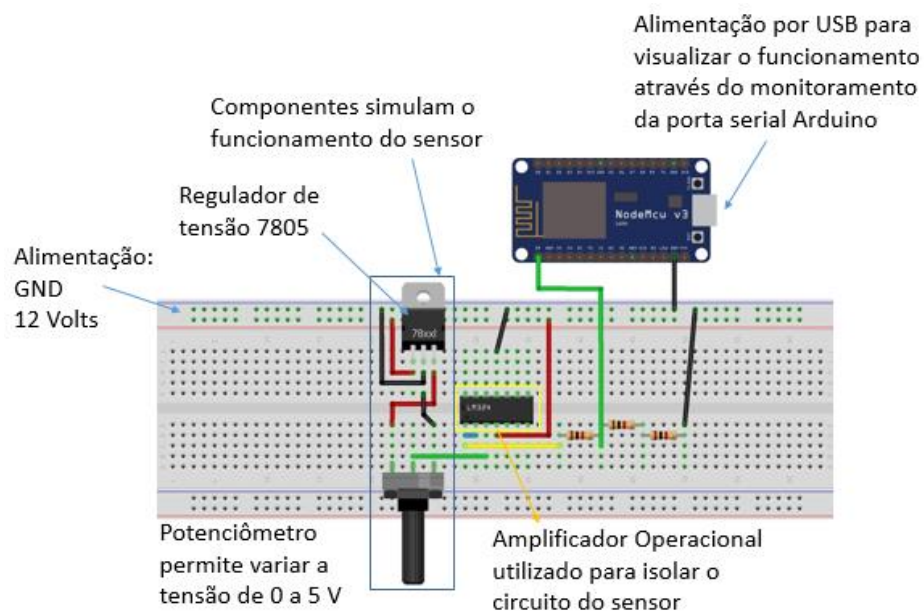 Alimentação por USB para
visualizar o funcionamento
através do monitoramento
da porta serial Arduino
Componentes simulam o
funcionamento do sensor
Regulador de
tensão 7805
Alimentação:
GND
12 Volts
NodeMcu v3
78xx
LM324
Potenciômetro
permite variar a
tensão de 0 a 5 V
Amplificador Operacional
utilizado para isolar o
circuito do sensor